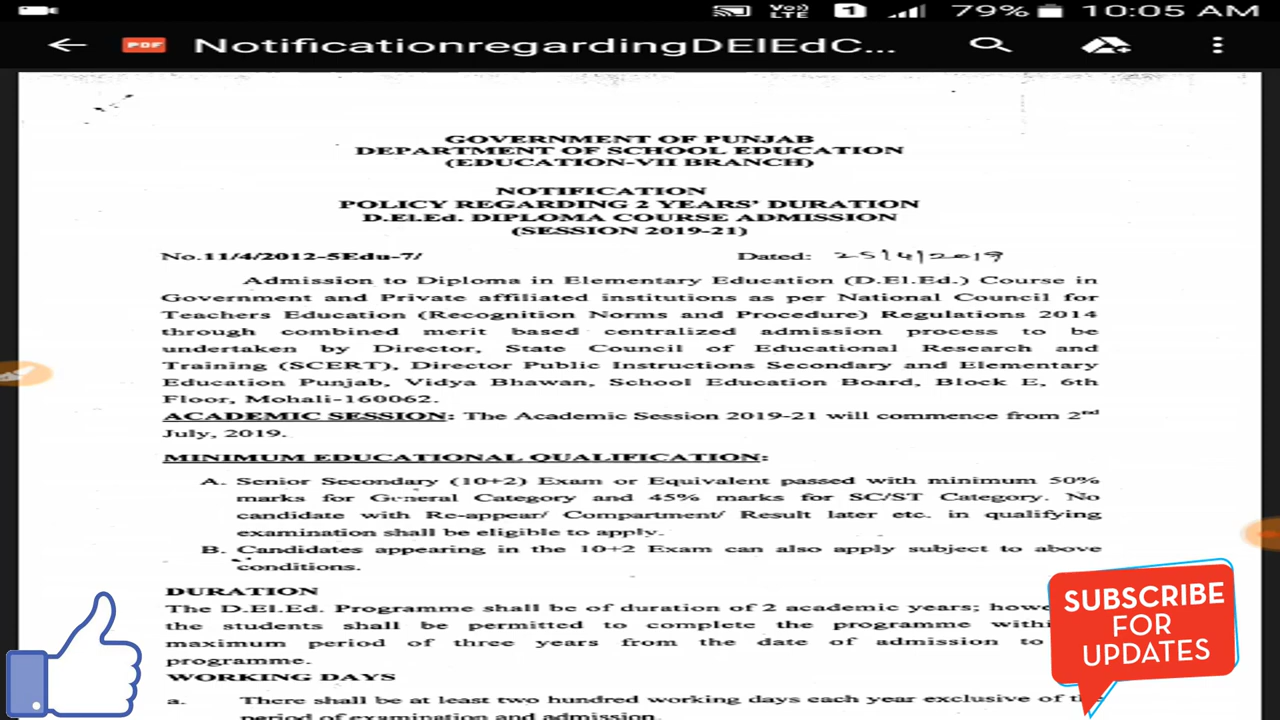 VoLTE 1 79% 10:05 AM
PDF NotificationregardingDElEdC...
GOVERNMENT OF PUNJAB
DEPARTMENT OF SCHOOL EDUCATION
(EDUCATION-VII BRANCH)
NOTIFICATION
POLICY REGARDING 2 YEARS' DURATION
D.El.Ed. DIPLOMA COURSE ADMISSION
(SESSION 2019-21)
No.11/4/2012-5Edu-7/ Dated: 25/4/2019
Admission to Diploma in Elementary Education (D.El.Ed.) Course in
Government and Private affiliated institutions as per National Council for
Teachers Education (Recognition Norms and Procedure) Regulations 2014
through combined merit based centralized admission process to be
undertaken by Director, State Council of Educational Research and
Training (SCERT), Director Public Instructions Secondary and Elementary
Education Punjab, Vidya Bhawan, School Education Board, Block E, 6th
Floor, Mohali-160062.
ACADEMIC SESSION: The Academic Session 2019-21 will commence from 2nd
July, 2019.
MINIMUM EDUCATIONAL QUALIFICATION:
A. Senior Secondary (10+2) Exam or Equivalent passed with minimum 50%
marks for General Category and 45% marks for SC/ST Category. No
candidate with Re-appear/ Compartment/ Result later etc. in qualifying
examination shall be eligible to apply.
B. Candidates appearing in the 10+2 Exam can also apply subject to above
conditions.
DURATION
The D.El.Ed. Programme shall be of duration of 2 academic years; howe
the students shall be permitted to complete the programme with
maximum period of three years from the date of admission to
programme.
WORKING DAYS
a. There shall be at least two hundred working days each year exclusive of the
period of examination and admission.
SUBSCRIBE
FOR
UPDATES